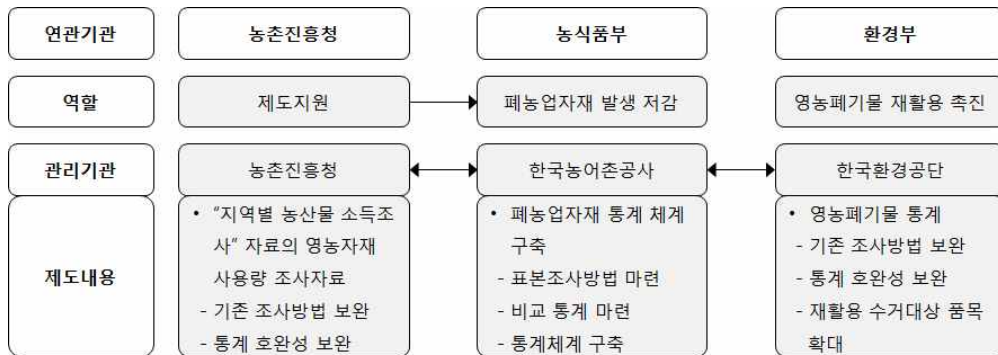 연관기관 농촌진흥청 농식품부 환경부
역할 제도지원 폐농업자재 발생 저감 영농폐기물 재활용 촉진
관리기관 농촌진흥청 한국농어촌공사 한국환경공단
제도내용
• "지역별 농산물 소득조
사" 자료의 영농자재
사용량 조사자료
- 기존 조사방법 보완
- 통계 호완성 보완
• 폐농업자재 통계 체계
구축
- 표본조사방법 마련
- 비교 통계 마련
- 통계체계 구축
• 영농폐기물 통계
- 기존 조사방법 보완
- 통계 호완성 보완
- 재활용 수거대상 품목
확대